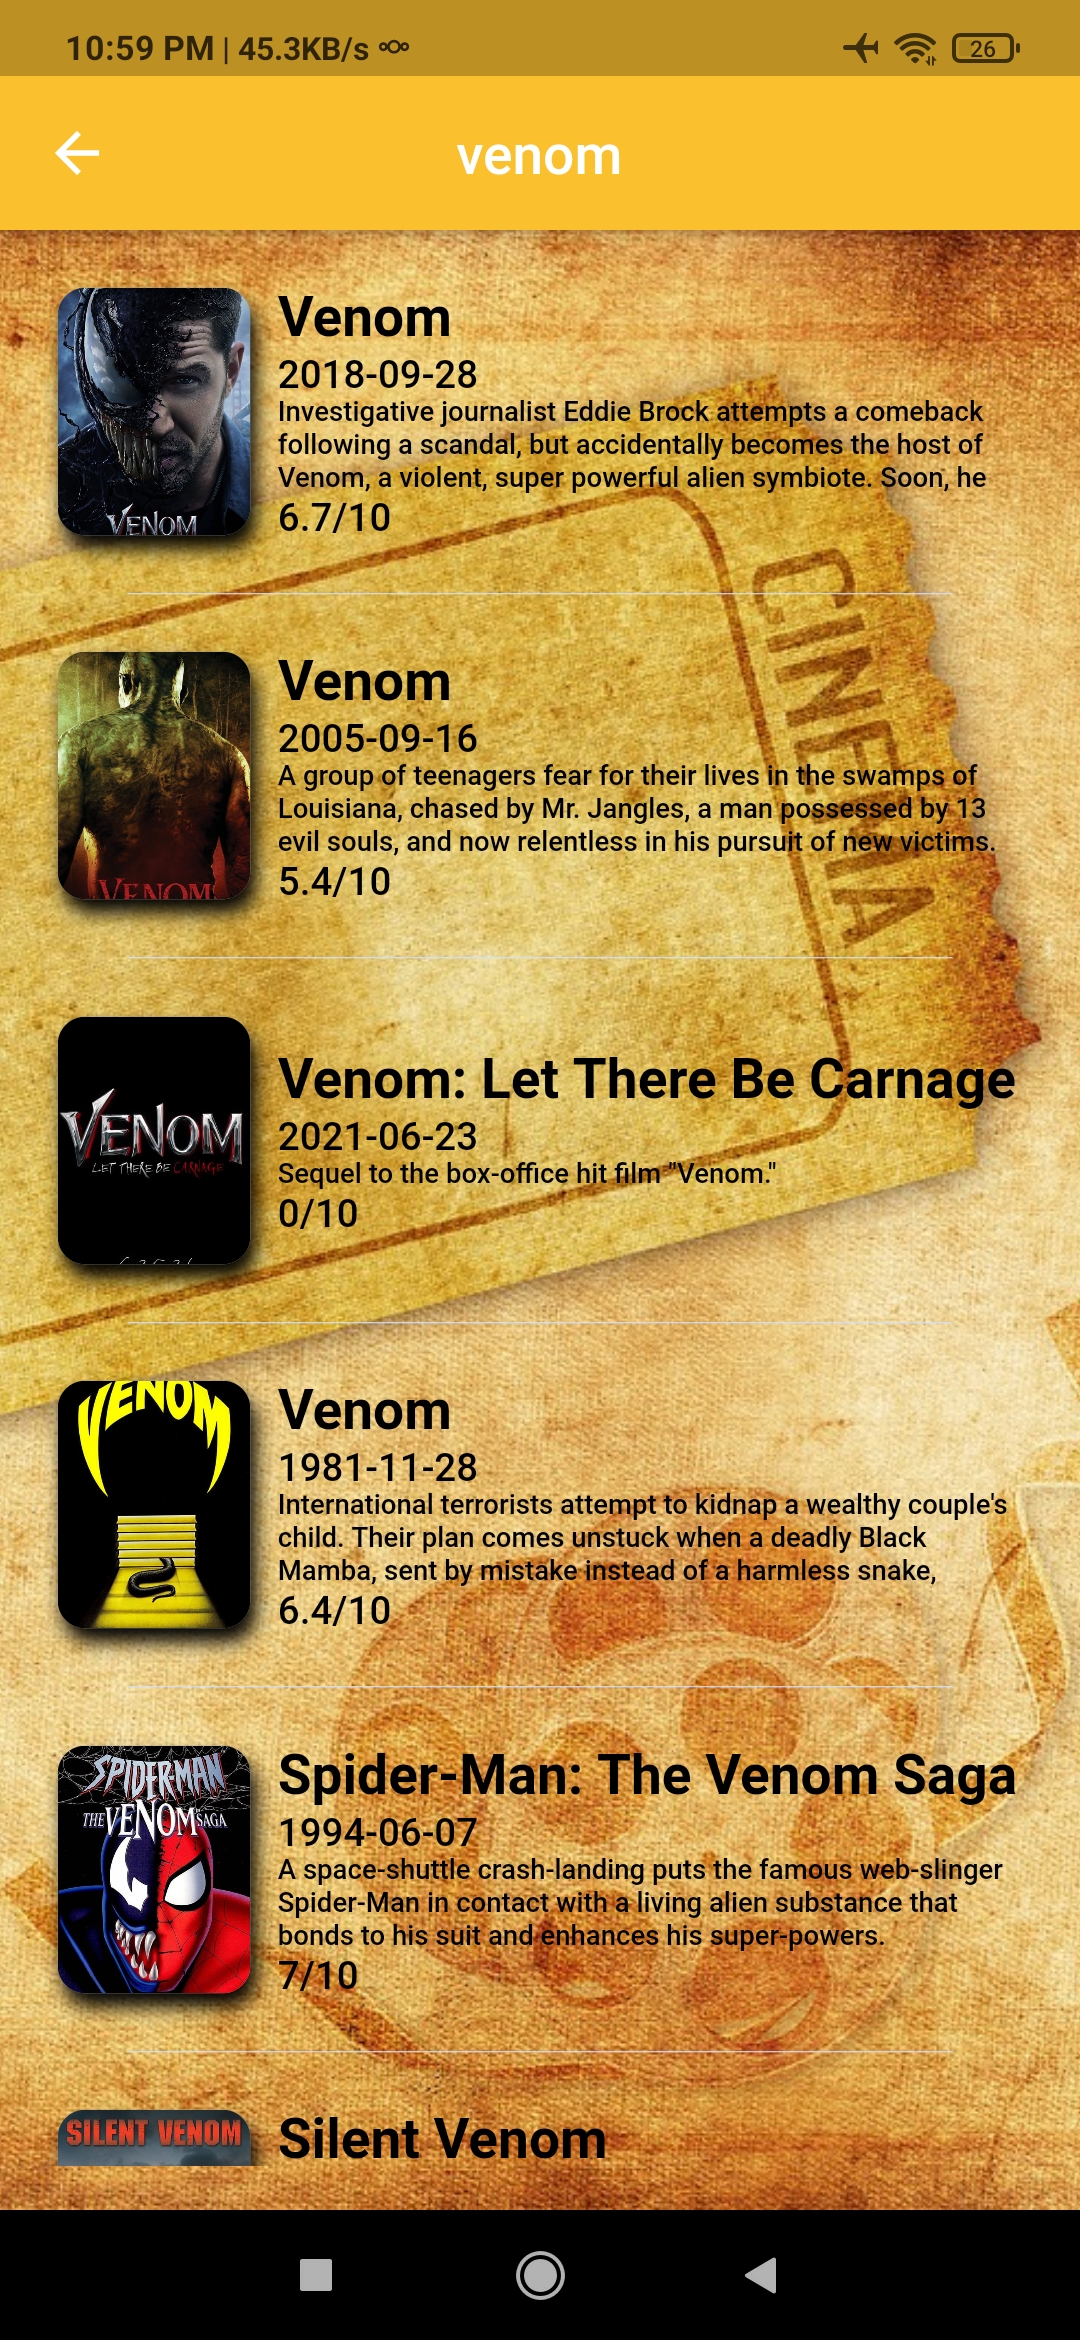 10:59 PM | 45.3KB/s
26
venom
Venom
2018-09-28
Investigative journalist Eddie Brock attempts a comeback
following a scandal, but accidentally becomes the host of
Venom, a violent, super powerful alien symbiote. Soon, he
6.7/10
VENOM
CINEMA
Venom
2005-09-16
A group of teenagers fear for their lives in the swamps of
Louisiana, chased by Mr. Jangles, a man possessed by 13
evil souls, and now relentless in his pursuit of new victims.
5.4/10
VENOM
Venom: Let There Be Carnage
2021-06-23
Sequel to the box-office hit film "Venom."
0/10
VENOM
LET THERE BE CARNAGE
Venom
1981-11-28
International terrorists attempt to kidnap a wealthy couple's
child. Their plan comes unstuck when a deadly Black
Mamba, sent by mistake instead of a harmless snake,
6.4/10
VENOM
Spider-Man: The Venom Saga
1994-06-07
A space-shuttle crash-landing puts the famous web-slinger
Spider-Man in contact with a living alien substance that
bonds to his suit and enhances his super-powers.
7/10
SPIDER-MAN
THE VENOM SAGA
Silent Venom
SILENT VENOM